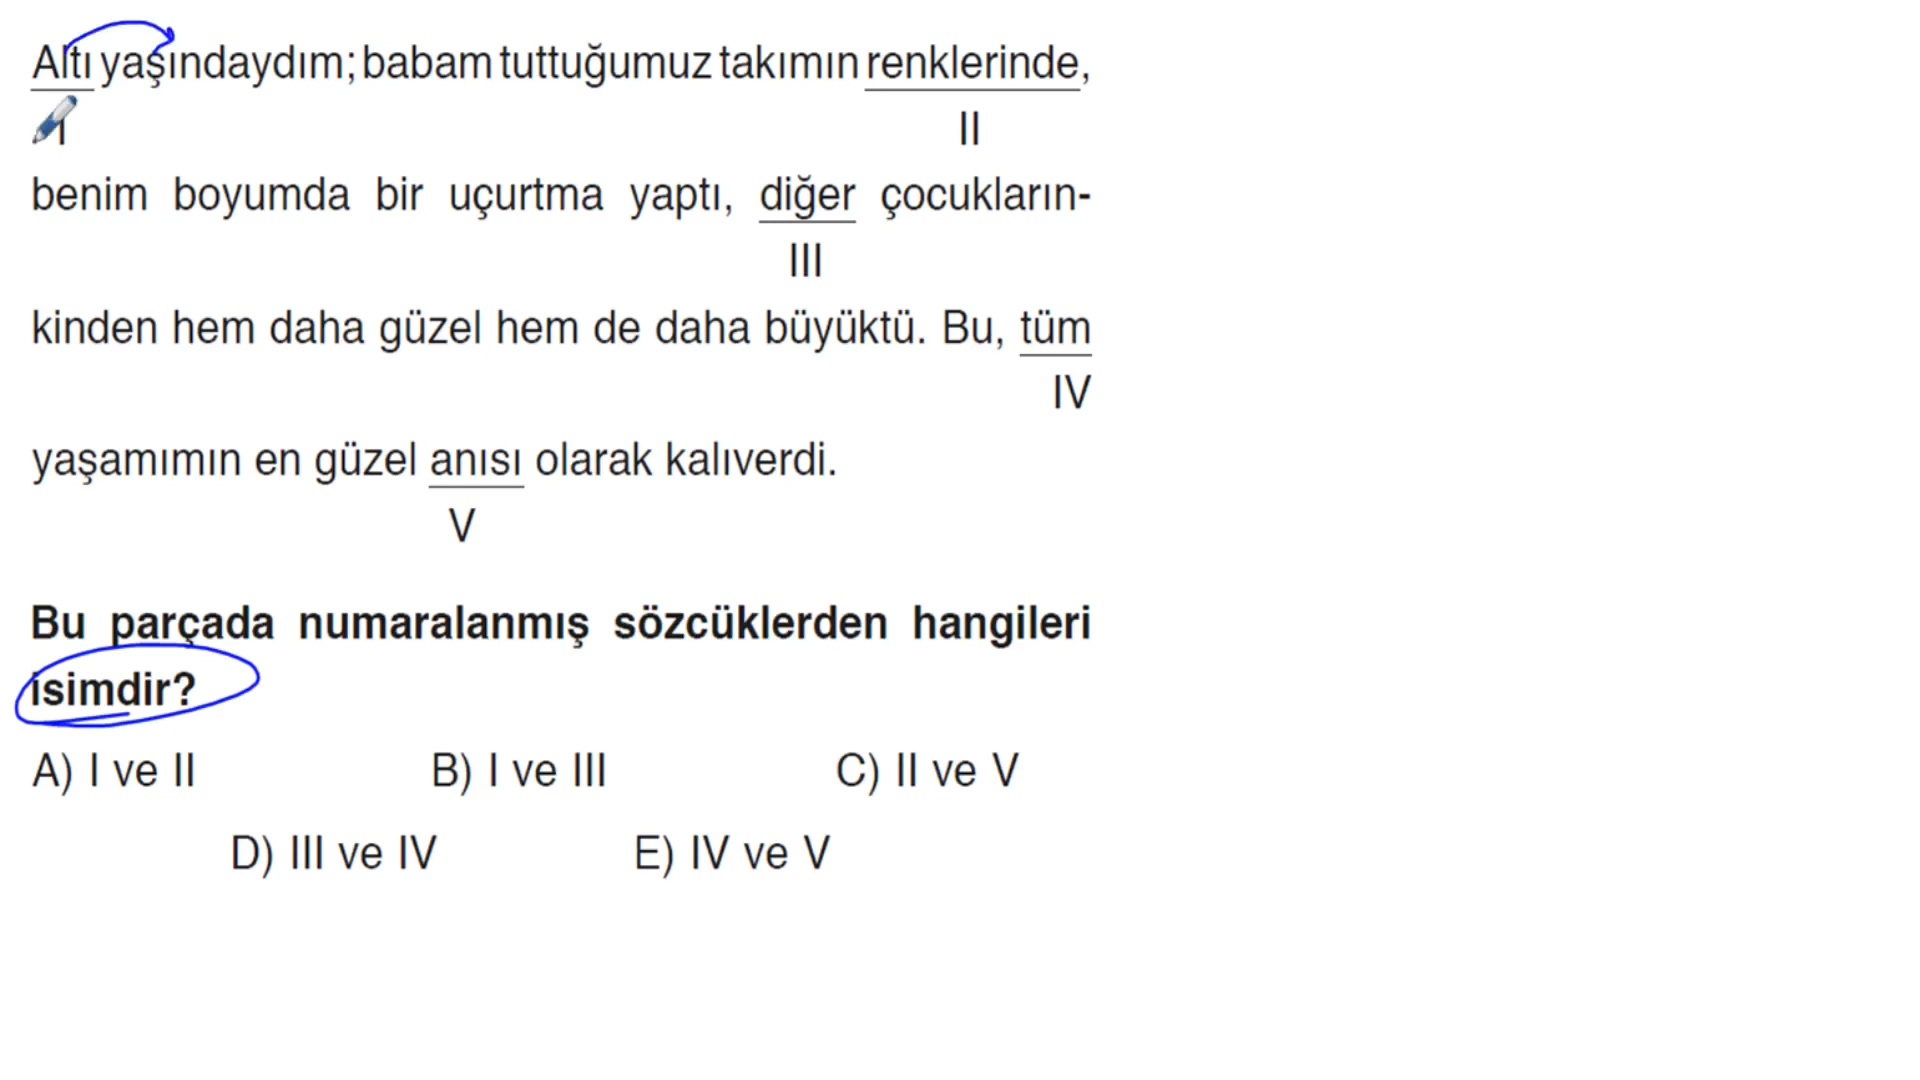 Altı yaşındaydım; babam tuttuğumuz takımın renklerinde,
I II
benim boyumda bir uçurtma yaptı, diğer çocukların-
III
kinden hem daha güzel hem de daha büyüktü. Bu, tüm
IV
yaşamımın en güzel anısı olarak kalıverdi.
V
Bu parçada numaralanmış sözcüklerden hangileri
isimdir?
A) I ve II B) I ve III C) II ve V
D) III ve IV E) IV ve V